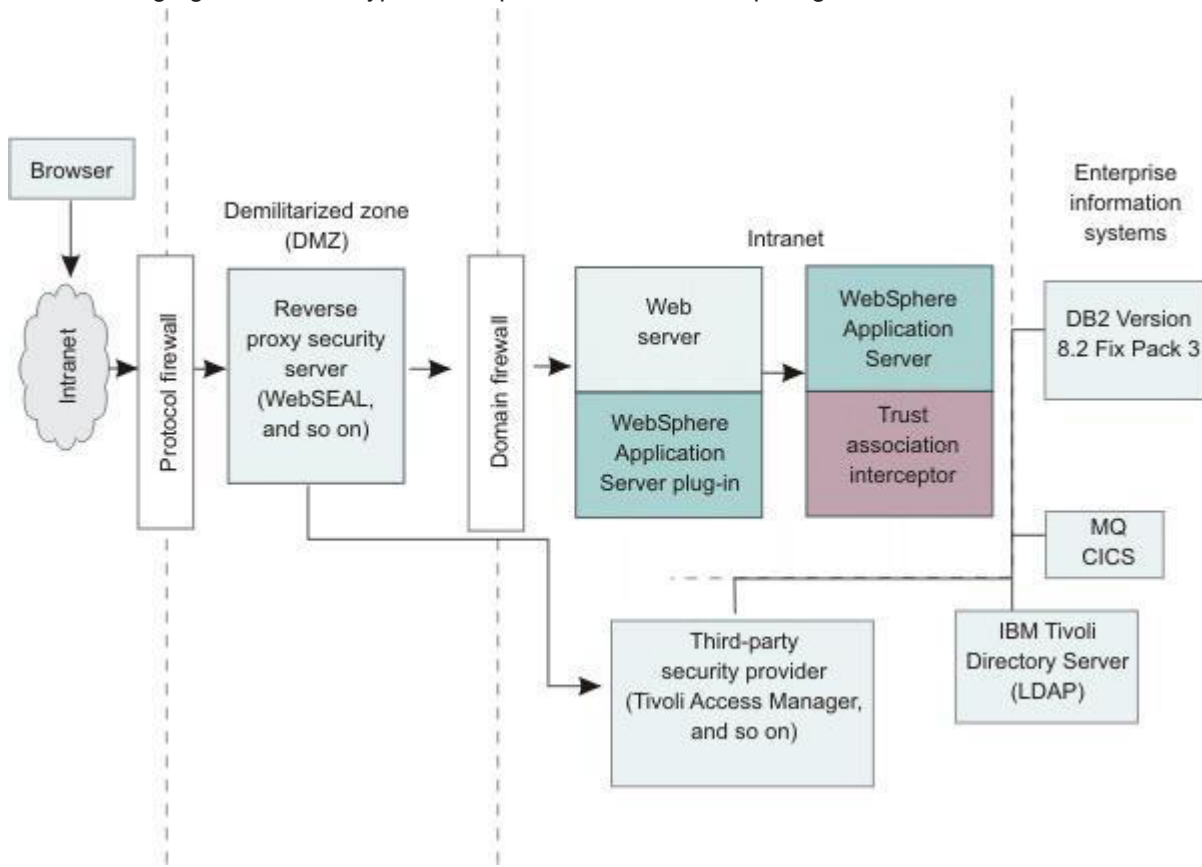 Browser
Intranet
Protocol firewall
Demilitarized zone
(DMZ)
Reverse
proxy security
server
(WebSEAL,
and so on)
Domain firewall
Intranet
Web
server
WebSphere
Application
Server plug-in
WebSphere
Application
Server
Trust
association
interceptor
Enterprise
information
systems
DB2 Version
8.2 Fix Pack 3
MQ
CICS
IBM Tivoli
Directory Server
(LDAP)
Third-party
security provider
(Tivoli Access Manager,
and so on)